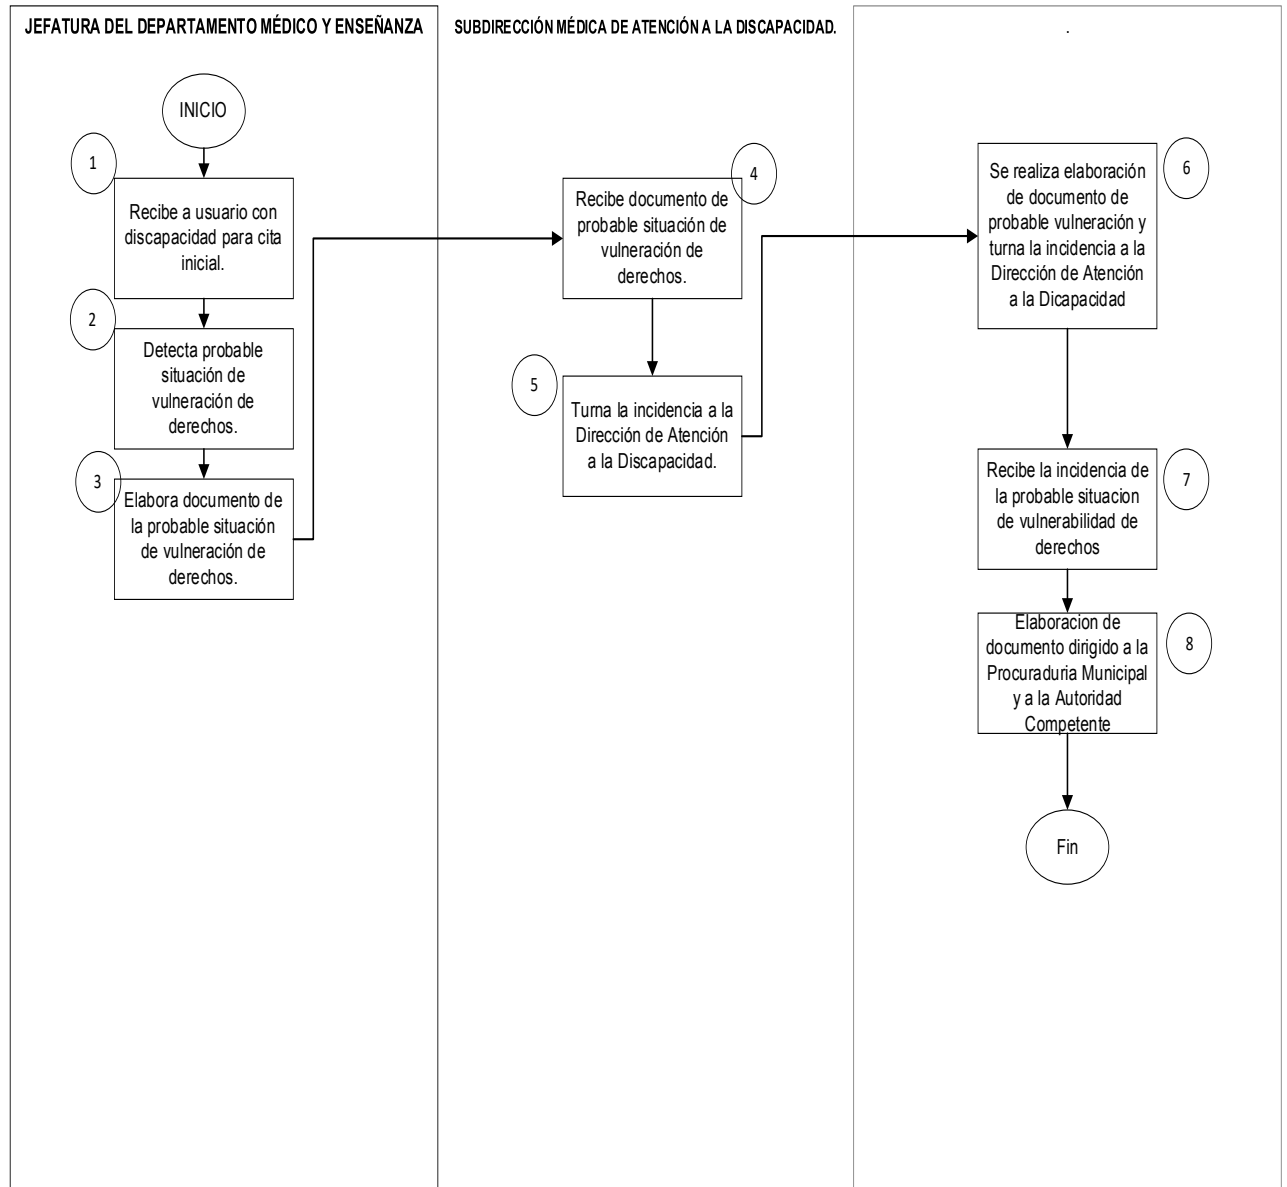 JEFATURA DEL DEPARTAMENTO MÉDICO Y ENSEÑANZA
INICIO
1
Recibe a usuario con
discapacidad para cita
inicial.
2
Detecta probable
situación de
vulneración de
derechos.
3
Elabora documento de
la probable situación
de vulneración de
derechos.
SUBDIRECCIÓN MÉDICA DE ATENCIÓN A LA DISCAPACIDAD.
4
Recibe documento de
probable situación de
vulneración de
derechos.
5
Turna la incidencia a la
Dirección de Atención
a la Discapacidad.
.
6
Se realiza elaboración
de documento de
probable vulneración y
turna la incidencia a la
Dirección de Atención
a la Dicapacidad
7
Recibe la incidencia de
la probable situacion
de vulnerabilidad de
derechos
8
Elaboracion de
documento dirigido a la
Procuraduria Municipal
y a la Autoridad
Competente
Fin